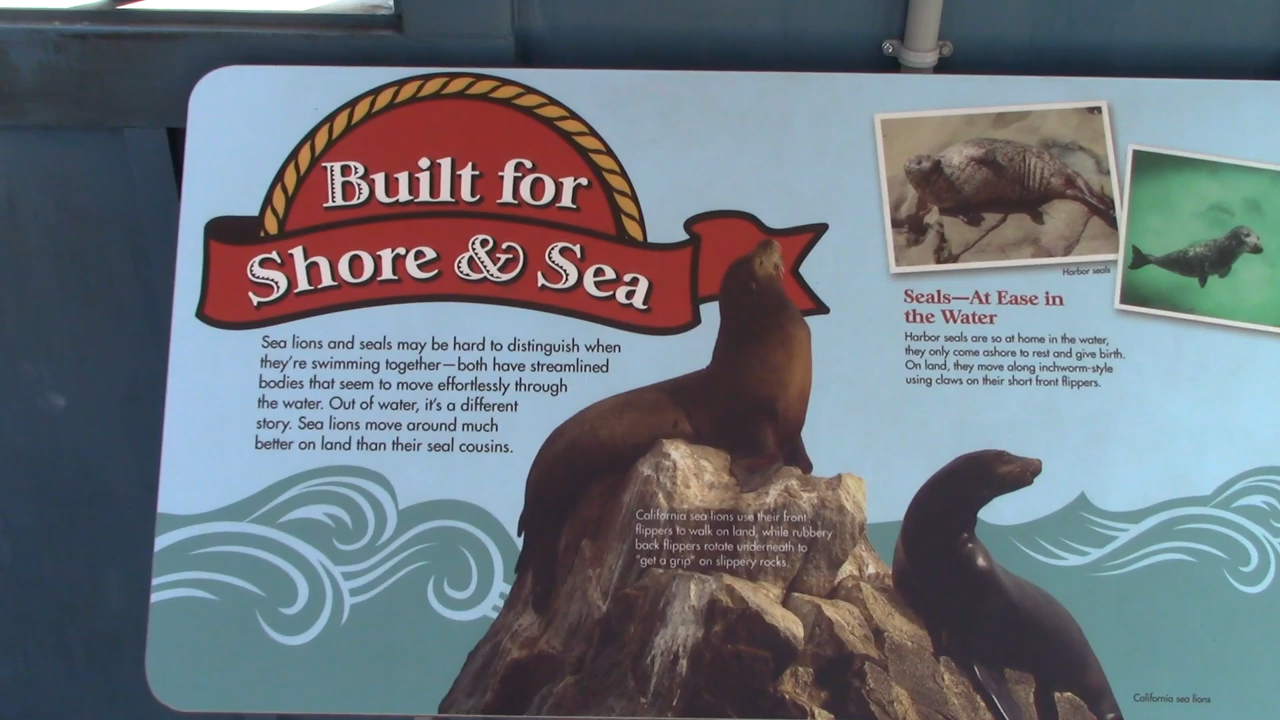 Built for
Shore & Sea
Sea lions and seals may be hard to distinguish when
they're swimming together—both have streamlined
bodies that seem to move effortlessly through
the water. Out of water, it's a different
story. Sea lions move around much
better on land than their seal cousins.
California sea lions use their front
flippers to walk on land, while rubbery
back flippers rotate underneath to
"get a grip" on slippery rocks.
Harbor seals
Seals—At Ease in
the Water
Harbor seals are so at home in the water,
they only come ashore to rest and give birth.
On land, they move along inchworm-style
using claws on their short front flippers.
California sea lions